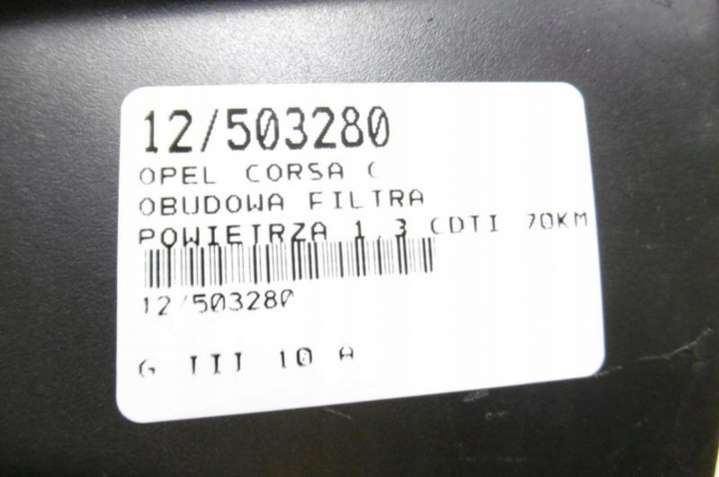 12/503280
OPEL CORSA C
OBUDOWA FILTRA
POWIETRZA 1,3 CDTI 70KM
12/503280
G III 10 A